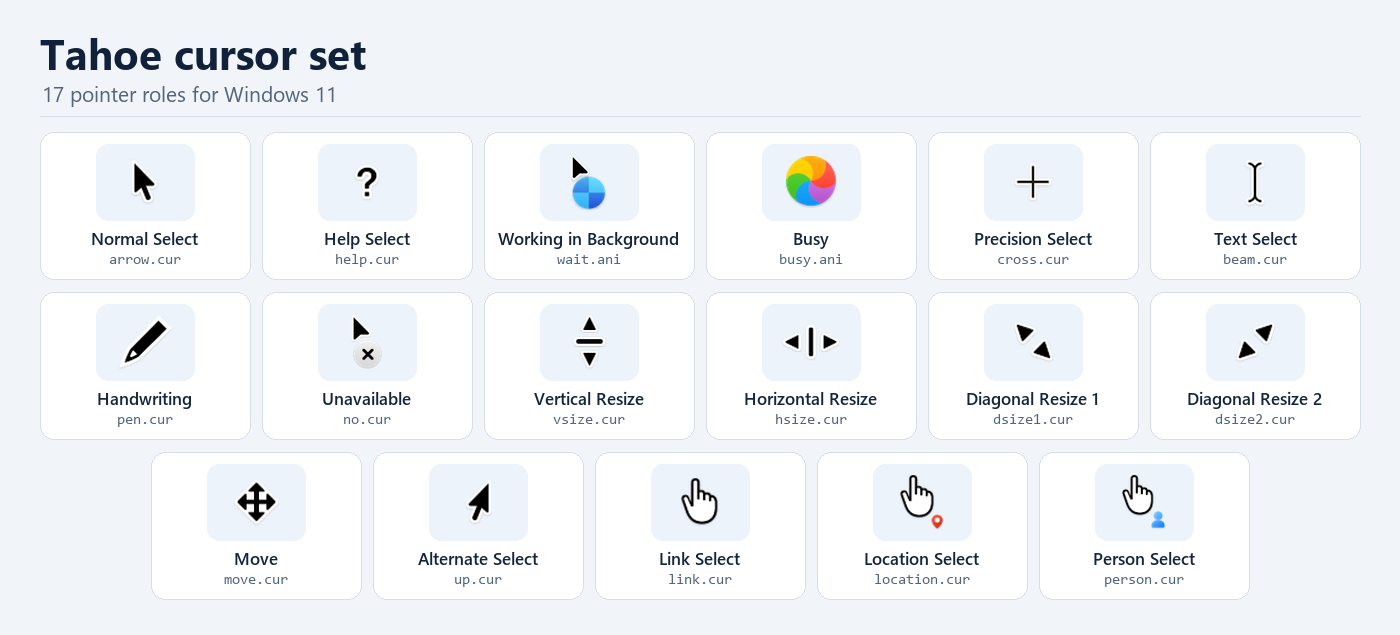 Tahoe cursor set
17 pointer roles for Windows 11
?
Normal Select
arrow.cur
Help Select
help.cur
Working in Background
wait.ani
Busy
busy.ani
Precision Select
cross.cur
Text Select
beam.cur
Handwriting
pen.cur
Unavailable
no.cur
Vertical Resize
vsize.cur
Horizontal Resize
hsize.cur
Diagonal Resize 1
dsize1.cur
Diagonal Resize 2
dsize2.cur
Move
move.cur
Alternate Select
up.cur
Link Select
link.cur
Location Select
location.cur
Person Select
person.cur